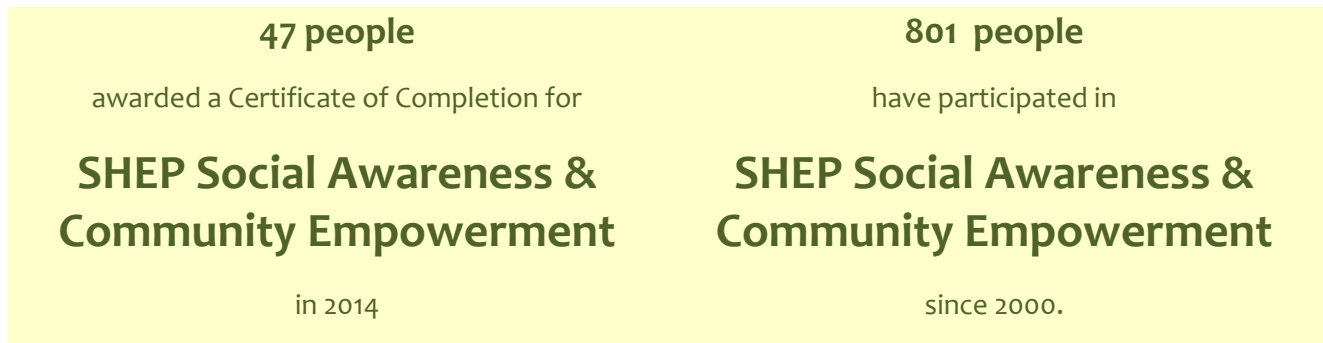 47 people
awarded a Certificate of Completion for
SHEP Social Awareness &
Community Empowerment
in 2014
801 people
have participated in
SHEP Social Awareness &
Community Empowerment
since 2000.